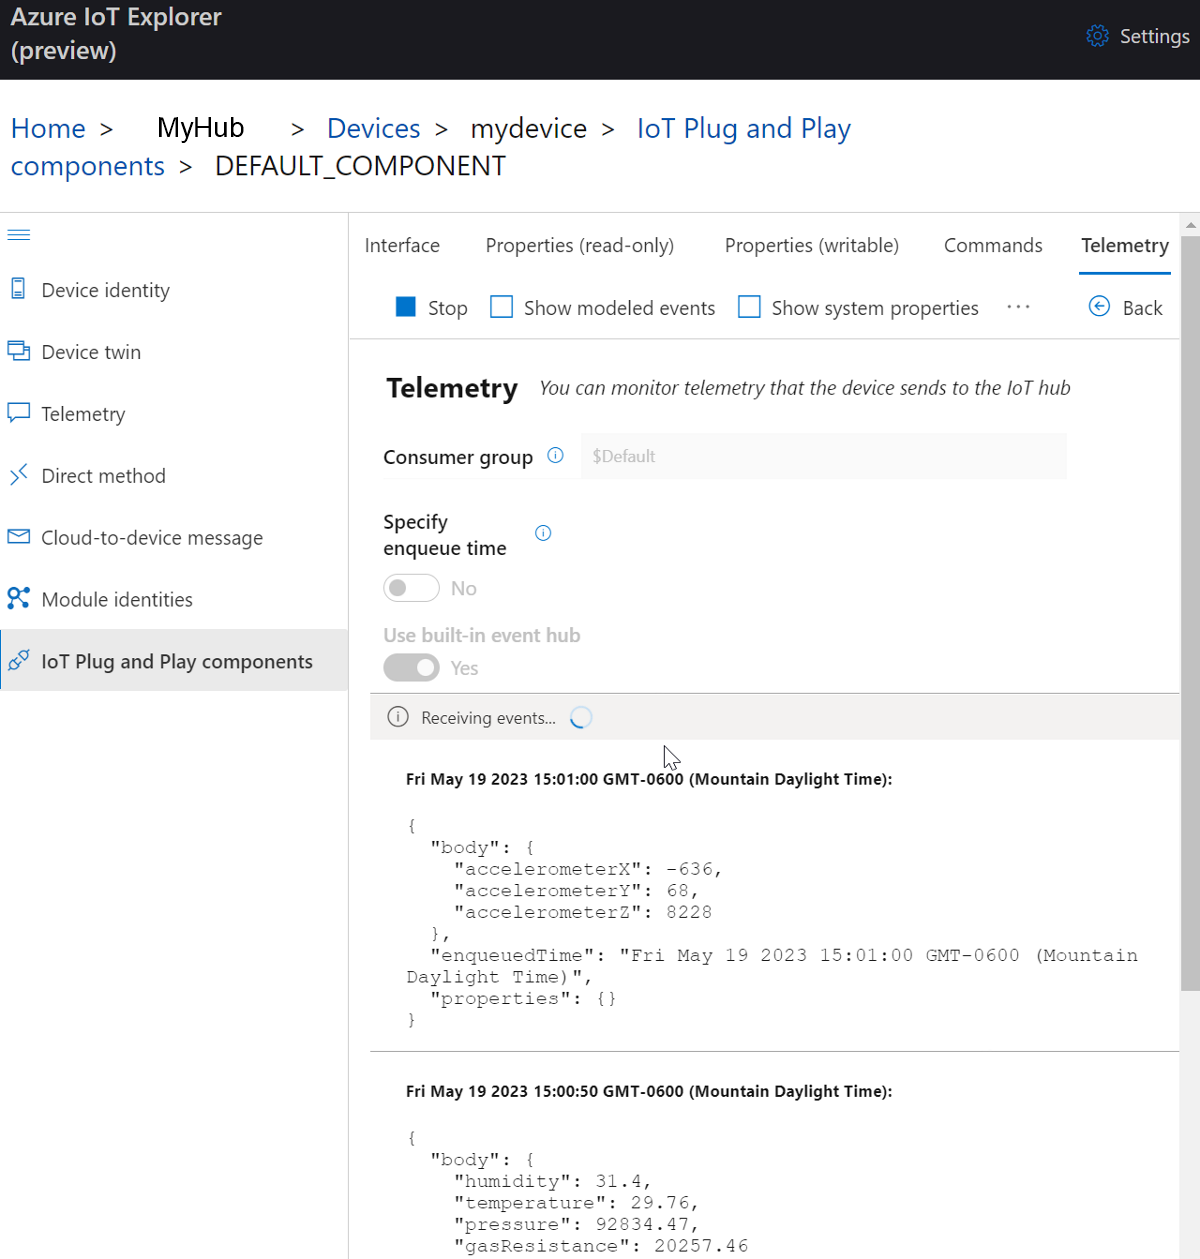 Azure IoT Explorer
(preview)
Settings
Home > MyHub > Devices > mydevice > IoT Plug and Play
components > DEFAULT_COMPONENT
Device identity
Device twin
Telemetry
Direct method
Cloud-to-device message
Module identities
IoT Plug and Play components
Interface Properties (read-only) Properties (writable) Commands Telemetry
Stop Show modeled events Show system properties ··· Back
Telemetry You can monitor telemetry that the device sends to the IoT hub
Consumer group $Default
Specify
enqueue time
No
Use built-in event hub
Yes
Receiving events...
Fri May 19 2023 15:01:00 GMT-0600 (Mountain Daylight Time):
{
"body": {
"accelerometerX": -636,
"accelerometerY": 68,
"accelerometerZ": 8228
},
"enqueuedTime": "Fri May 19 2023 15:01:00 GMT-0600 (Mountain
Daylight Time)",
"properties": {}
}
Fri May 19 2023 15:00:50 GMT-0600 (Mountain Daylight Time):
{
"body": {
"humidity": 31.4,
"temperature": 29.76,
"pressure": 92834.47,
"gasResistance": 20257.46